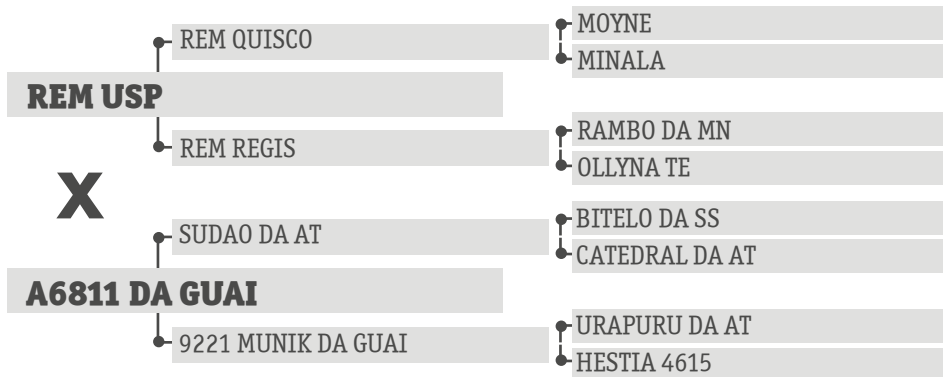 MOYNE
REM QUISCO
MINALA
REM USP
RAMBO DA MN
REM REGIS
OLLYNA TE
X
BITELO DA SS
SUDAO DA AT
CATEDRAL DA AT
A6811 DA GUAI
URAPURU DA AT
9221 MUNIK DA GUAI
HESTIA 4615